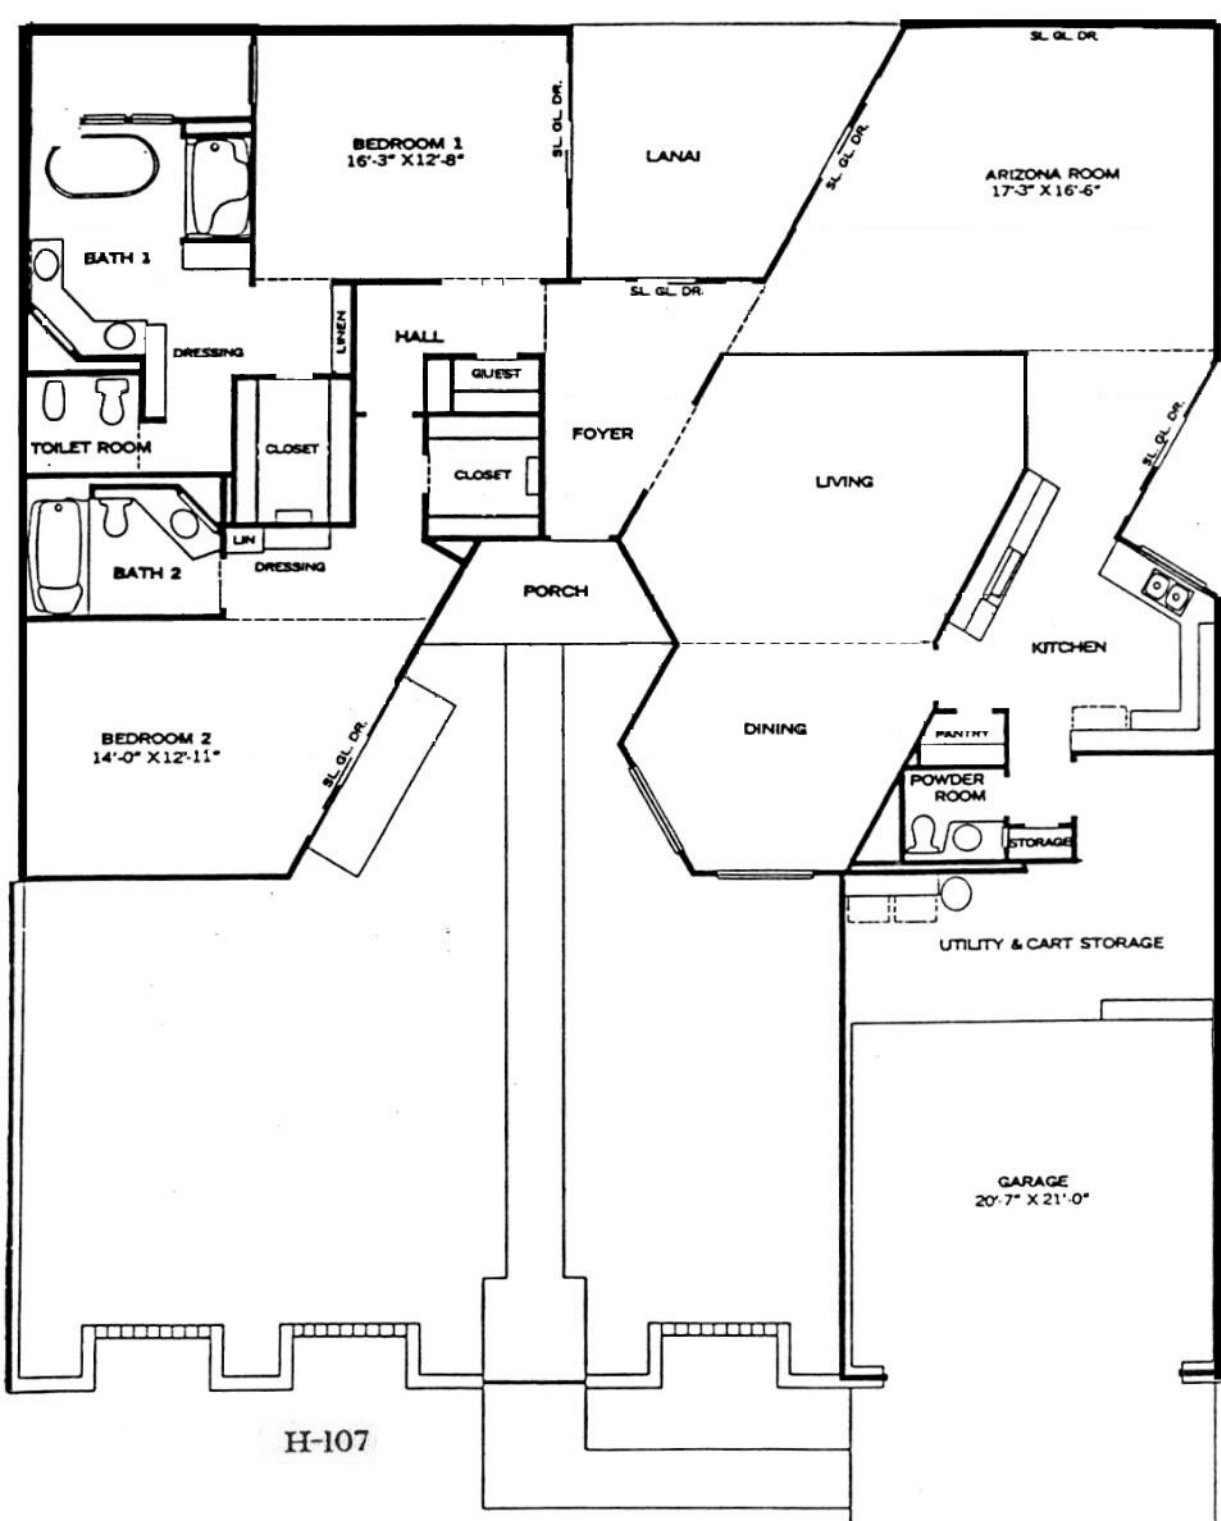 SL. GL. DR.
SL. GL. DR.
BEDROOM 1
16'-3" X 12'-8"
LANAI
SL. GL. DR.
ARIZONA ROOM
17'-3" X 16'-6"
BATH 1
SL. GL. DR.
LINEN
HALL
DRESSING
GUEST
SL. GL. DR.
TOILET ROOM
CLOSET
FOYER
CLOSET
LIVING
LIN
BATH 2
DRESSING
PORCH
KITCHEN
BEDROOM 2
14'-0" X 12'-11"
SL. GL. DR.
DINING
PANTRY
POWDER
ROOM
STORAGE
UTILITY & CART STORAGE
GARAGE
20'-7" X 21'-0"
H-107